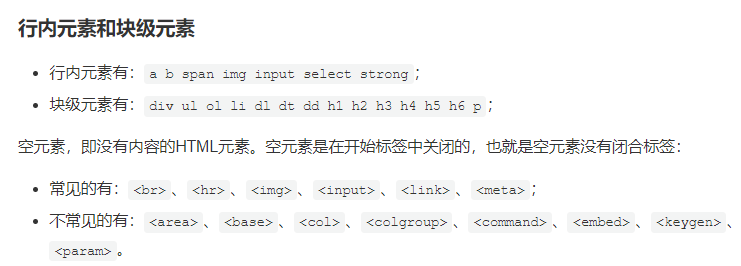 行内元素和块级元素
行内元素有：a b span img input select strong；
块级元素有：div ul ol li dl dt dd h1 h2 h3 h4 h5 h6 p；
空元素，即没有内容的HTML元素。空元素是在开始标签中关闭的，也就是空元素没有闭合标签：
常见的有：<br>、<hr>、<img>、<input>、<link>、<meta>；
不常见的有：<area>、<base>、<col>、<colgroup>、<command>、<embed>、<keygen>、
<param>。